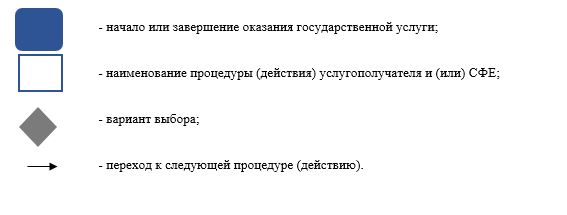 - начало или завершение оказания государственной услуги;
- наименование процедуры (действия) услугополучателя и (или) СФЕ;
- вариант выбора;
- переход к следующей процедуре (действию).